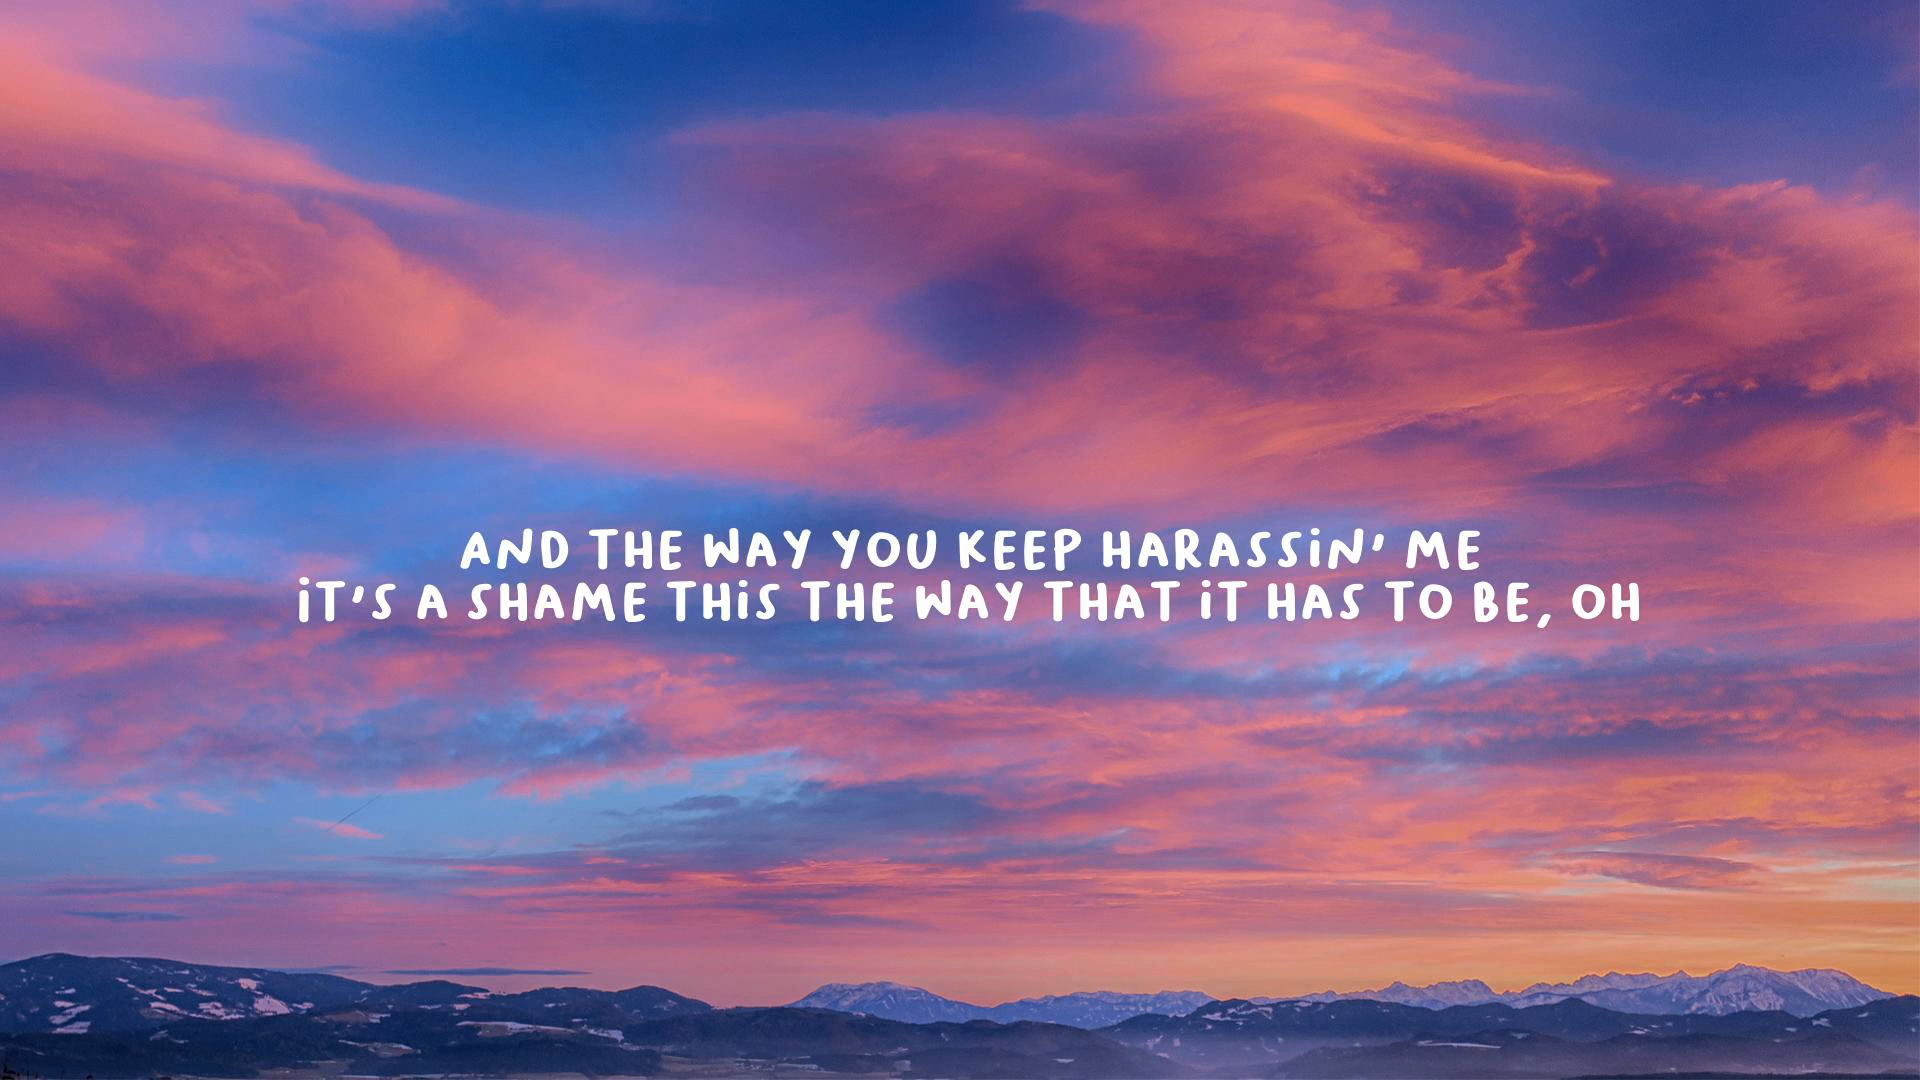 AND THE WAY YOU KEEP HARASSiN' ME
iT'S A SHAME THiS THE WAY THAT iT HAS TO BE, OH